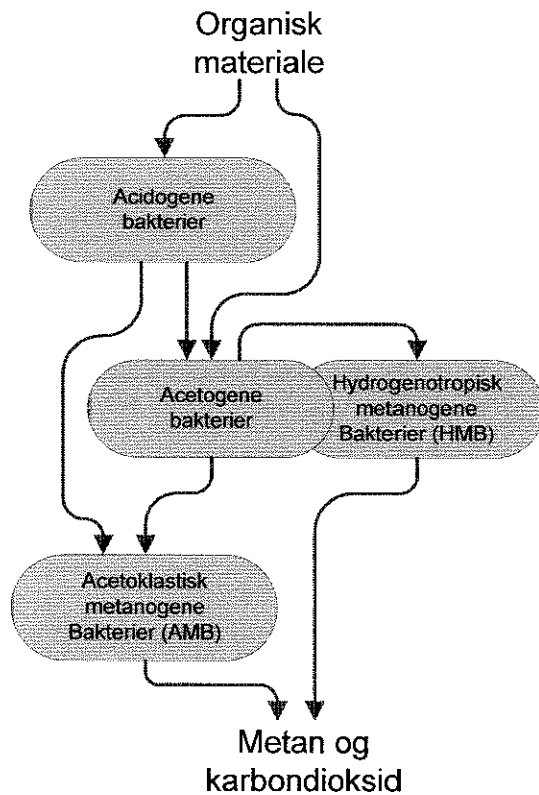 Organisk
materiale
Acidogene
bakterier
Acetogene
bakterier
Hydrogenotropisk
metanogene
Bakterier (HMB)
Acetoklastisk
metanogene
Bakterier (AMB)
Metan og
karbondioksid